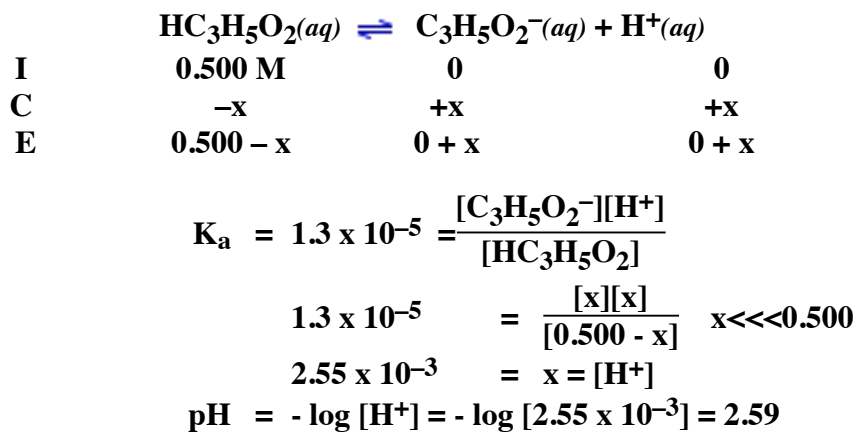 HC₃H₅O₂(aq) ⇌ C₃H₅O₂⁻(aq) + H⁺(aq)
I 0.500 M 0 0
C –x +x +x
E 0.500 – x 0 + x 0 + x
Kₐ = 1.3 x 10⁻⁵ = [C₃H₅O₂⁻][H⁺] / [HC₃H₅O₂]
1.3 x 10⁻⁵ = [x][x] / [0.500 - x] x<<<0.500
2.55 x 10⁻³ = x = [H⁺]
pH = - log [H⁺] = - log [2.55 x 10⁻³] = 2.59